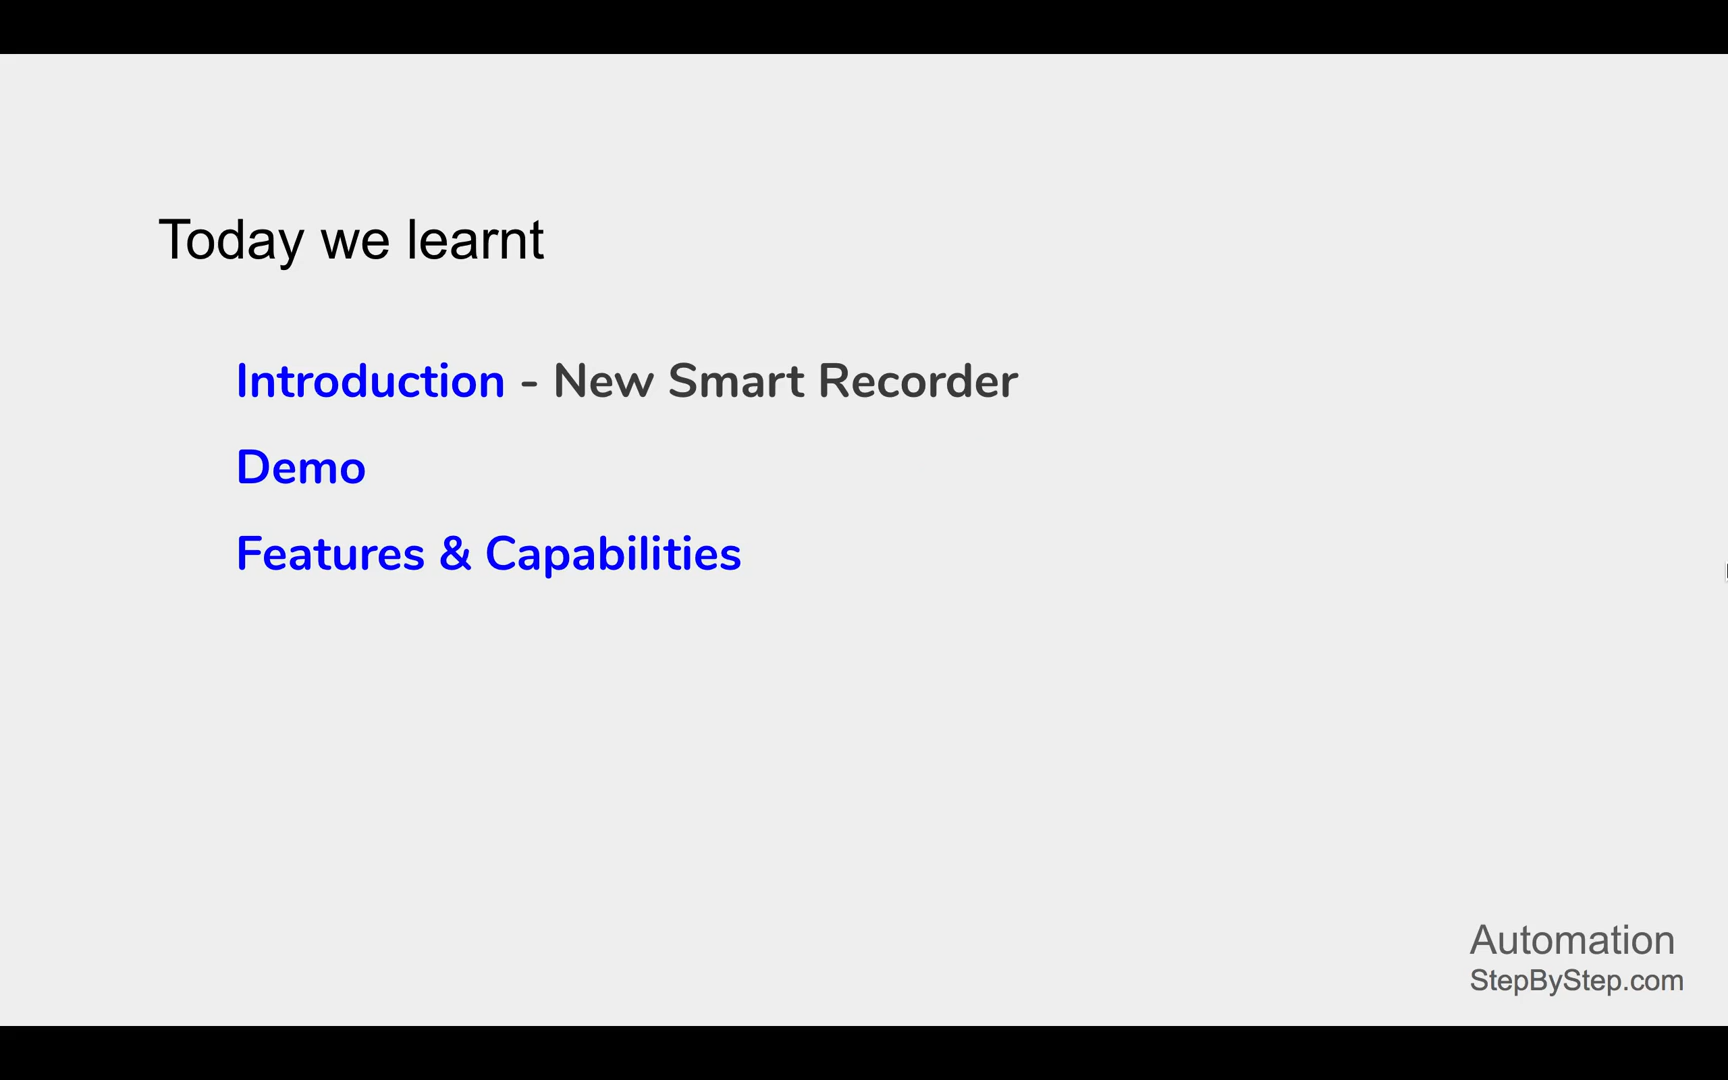 Today we learnt
Introduction - New Smart Recorder
Demo
Features & Capabilities
Automation
StepByStep.com